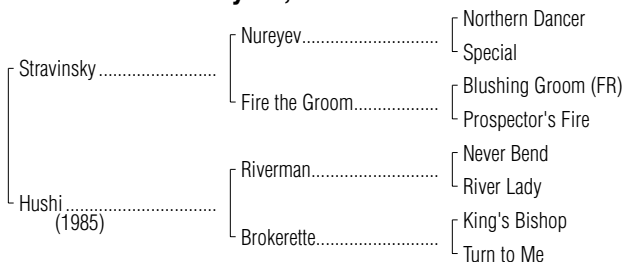 Northern Dancer
Nureyev
Special
Stravinsky
Blushing Groom (FR)
Fire the Groom
Prospector's Fire
Never Bend
Riverman
River Lady
Hushi
(1985)
King's Bishop
Brokerette
Turn to Me